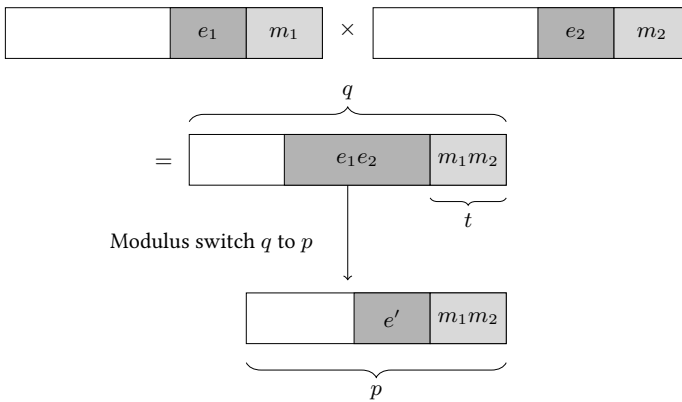 e₁ m₁ × e₂ m₂
q
= e₁e₂ m₁m₂
t
Modulus switch q to p
e′ m₁m₂
p